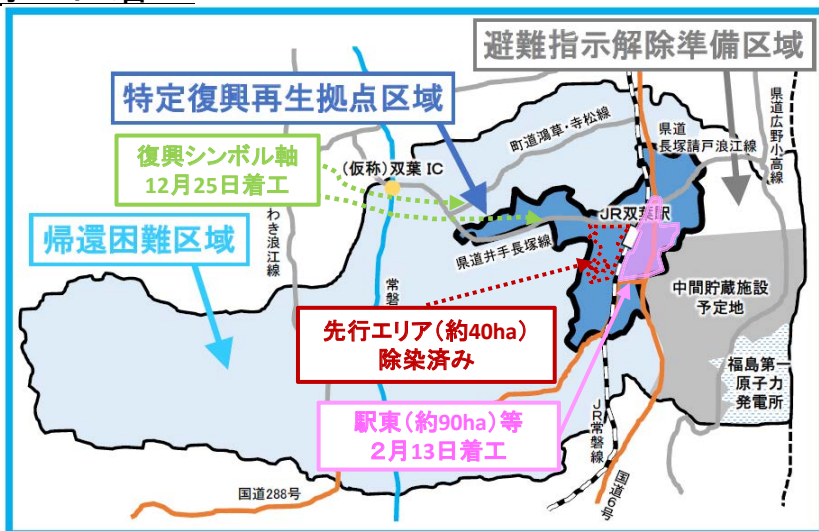 避難指示解除準備区域
特定復興再生拠点区域
復興シンボル軸
12月25日着工
(仮称)双葉 IC
町道鴻草・寺松線
県道
長塚請戸浪江線
県道広野小高線
わき浪江線
帰還困難区域
県道井手長塚線
JR双葉駅
常磐
中間貯蔵施設
予定地
先行エリア(約40ha)
除染済み
福島第一
原子力
発電所
駅東(約90ha)等
2月13日着工
JR常磐線
国道6号
国道288号